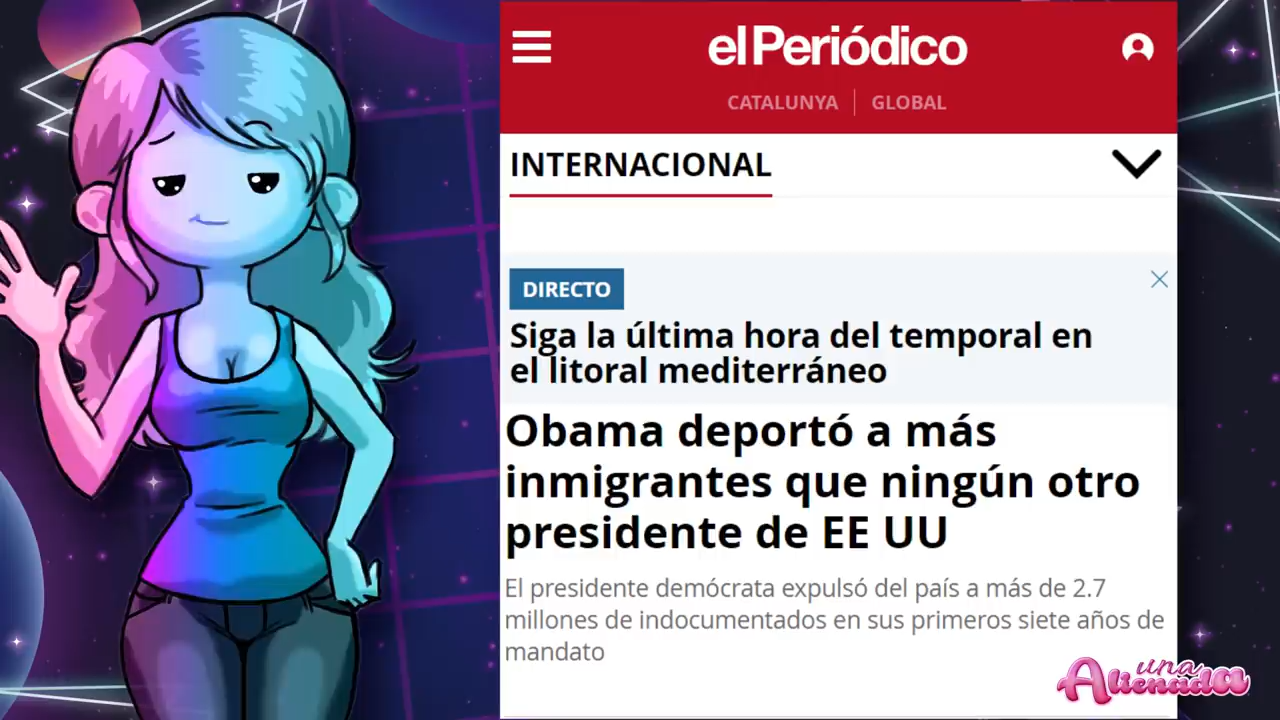 elPeriódico
CATALUNYA | GLOBAL
INTERNACIONAL
DIRECTO
Siga la última hora del temporal en
el litoral mediterráneo
Obama deportó a más
inmigrantes que ningún otro
presidente de EE UU
El presidente demócrata expulsó del país a más de 2.7
millones de indocumentados en sus primeros siete años de
mandato
una
Alienada